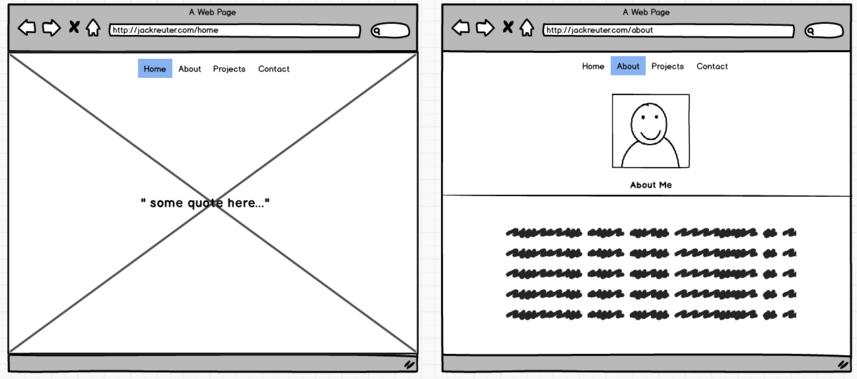 A Web Page
http://jackreuter.com/home
Home About Projects Contact
" some quote here..."
A Web Page
http://jackreuter.com/about
Home About Projects Contact
About Me